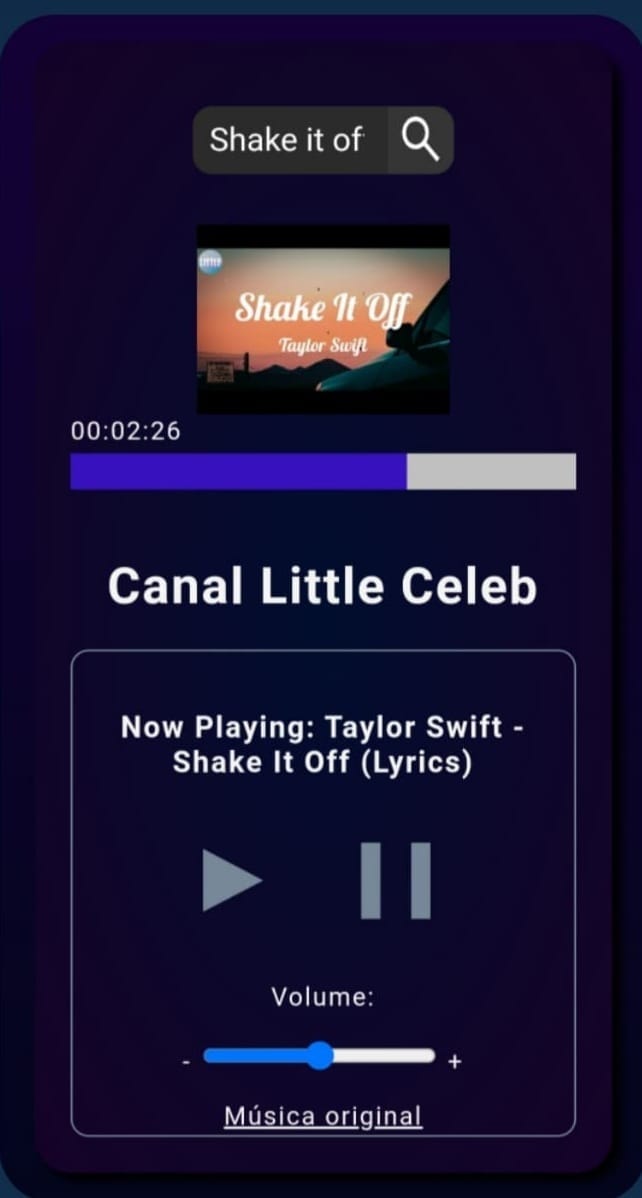 Shake it of
LITTLE
Shake It Off
Taylor Swift
00:02:26
Canal Little Celeb
Now Playing: Taylor Swift -
Shake It Off (Lyrics)
Volume:
- +
Música original